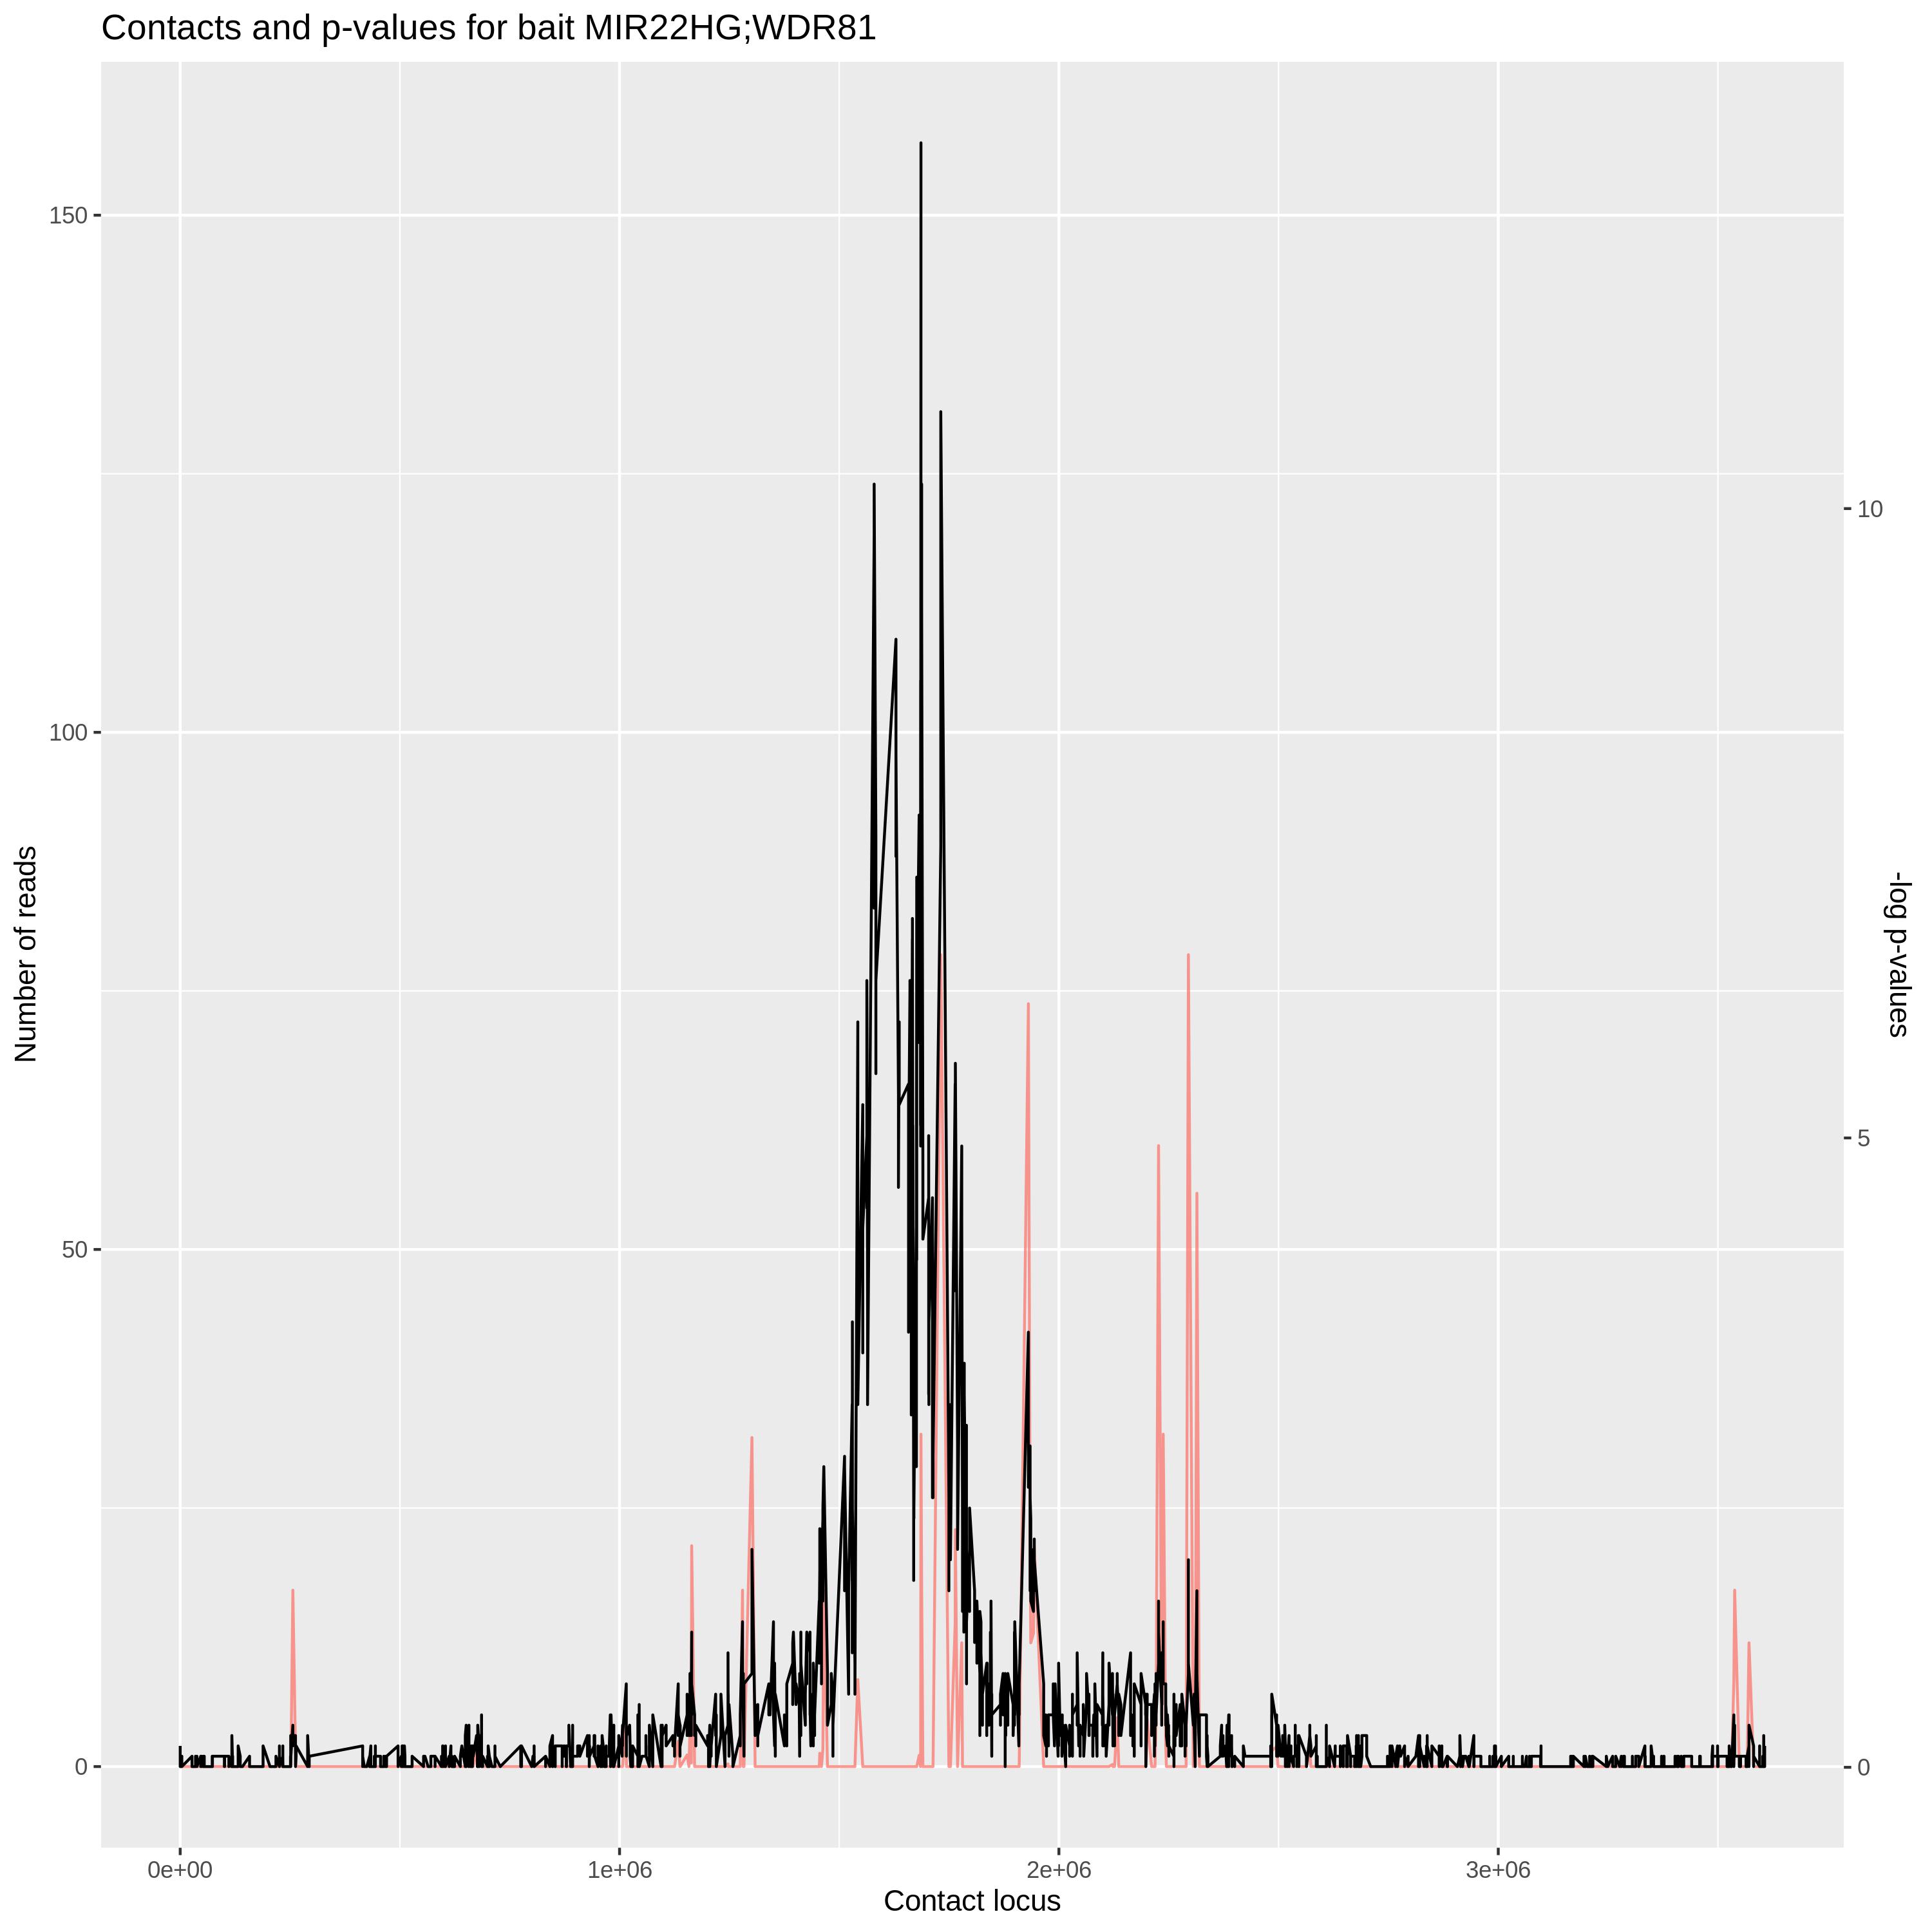 Contacts and p-values for bait MIR22HG;WDR81
Number of reads
150
100
50
0
10
5
0
-log p-values
0e+00
1e+06
2e+06
3e+06
Contact locus